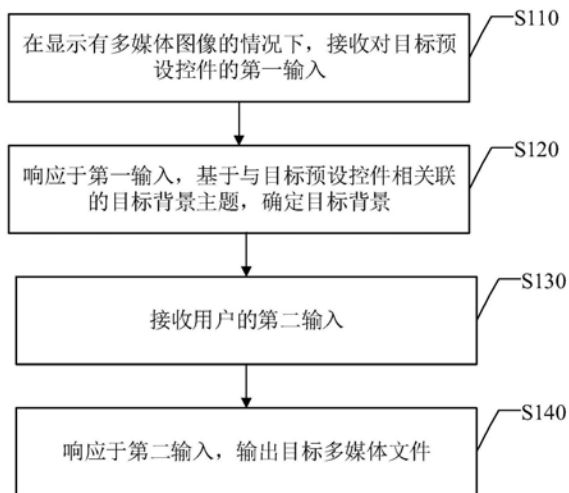 S110
在显示有多媒体图像的情况下，接收对目标预
设控件的第一输入
S120
响应于第一输入，基于与目标预设控件相关联
的目标背景主题，确定目标背景
S130
接收用户的第二输入
S140
响应于第二输入，输出目标多媒体文件